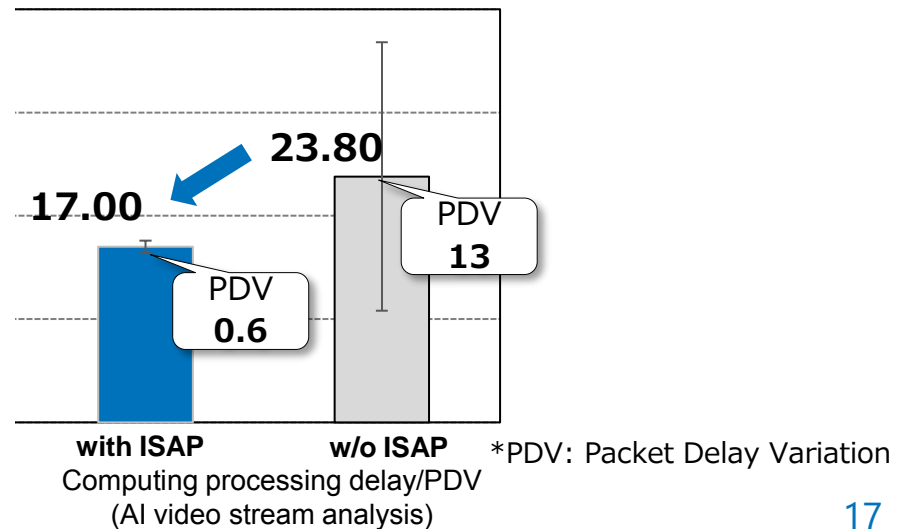 23.80
17.00
PDV
13
PDV
0.6
with ISAP
w/o ISAP
*PDV: Packet Delay Variation
Computing processing delay/PDV
(AI video stream analysis)
17